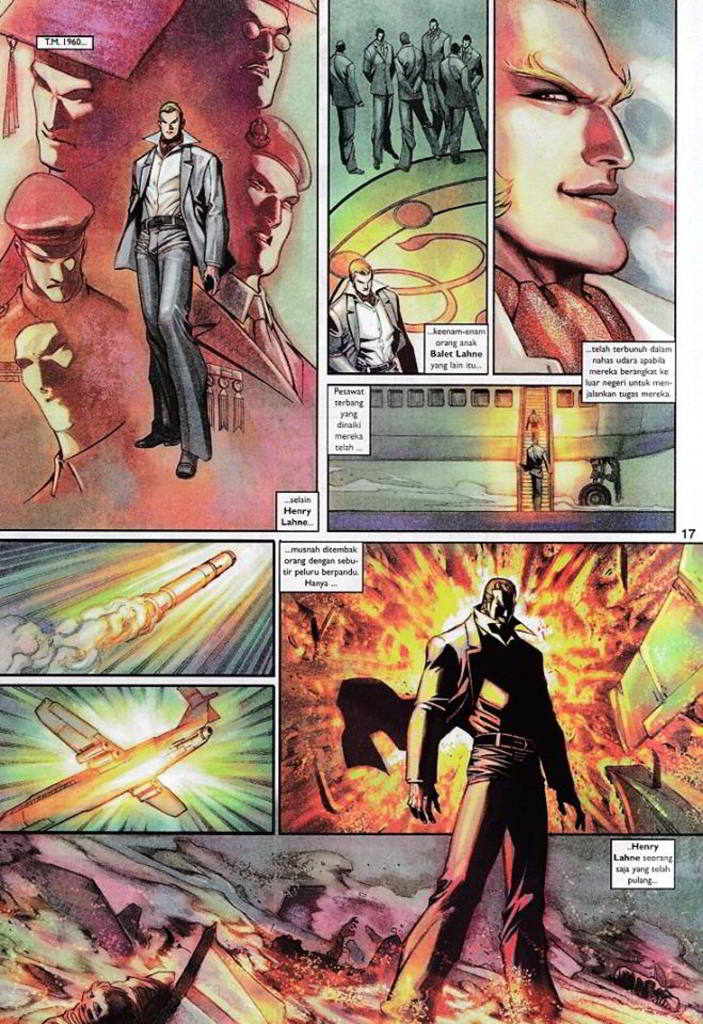 T.M. 1960...
...selain
Henry
Lahne..
...keenam-enam
orang anak
Balet Lahne
yang lain itu...
...telah terbunuh dalam
nahas udara apabila
mereka berangkat ke
luar negeri untuk men-
jalankan tugas mereka.
Pesawat
terbang
yang
dinaiki
mereka
telah ...
17
...musnah ditembak
orang dengan sebu-
tir peluru berpandu.
Hanya ...
..Henry
Lahne seorang
saja yang telah
pulang...